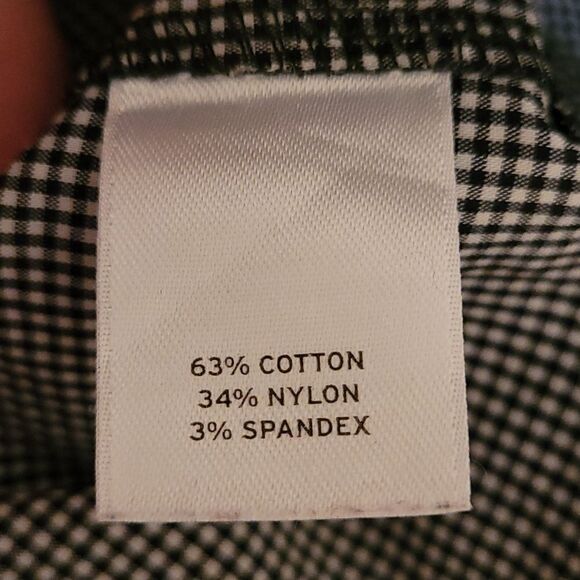 63% COTTON
34% NYLON
3% SPANDEX